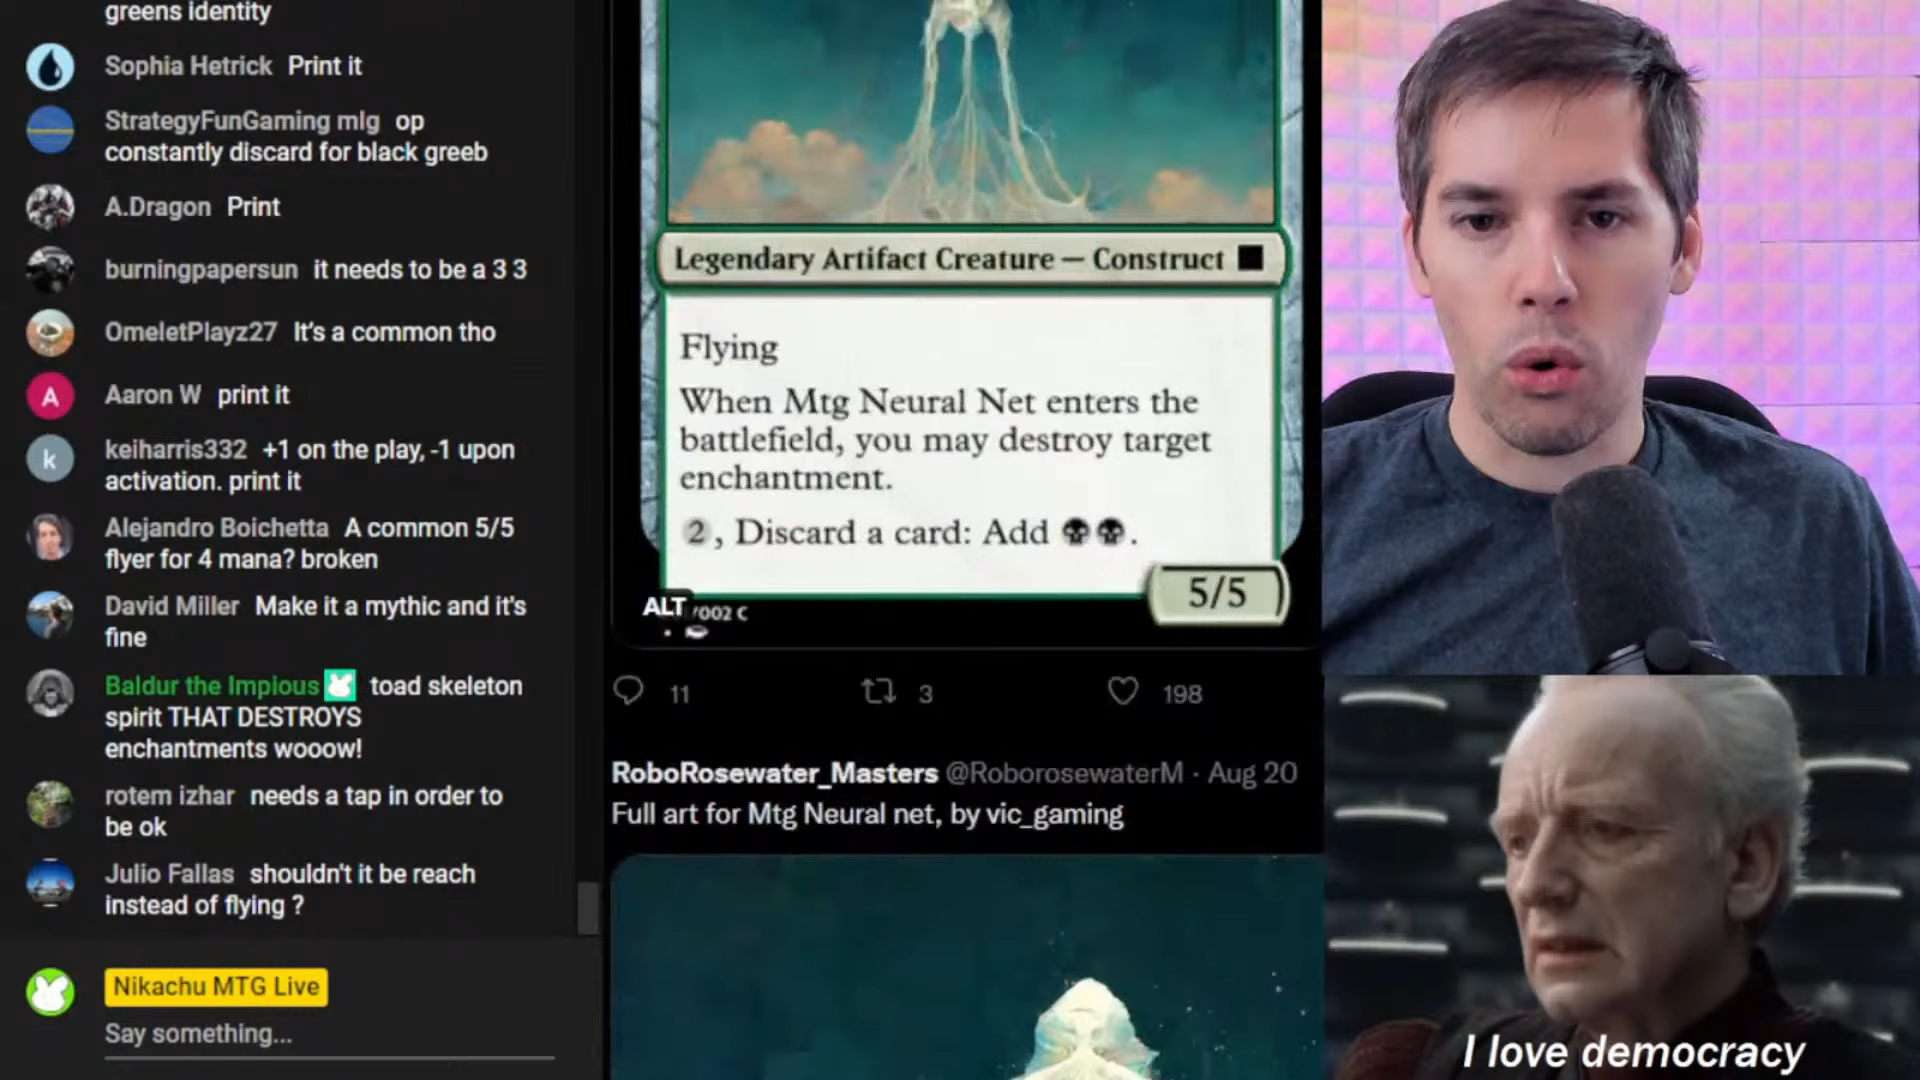 greens identity
Sophia Hetrick Print it
StrategyFunGaming mlg op
constantly discard for black greeb
A.Dragon Print
burningpapersun it needs to be a 3 3
OmeletPlayz27 It's a common tho
A
Aaron W print it
k
keiharris332 +1 on the play, -1 upon
activation. print it
Alejandro Boichetta A common 5/5
flyer for 4 mana? broken
David Miller Make it a mythic and it's
fine
Baldur the Impious toad skeleton
spirit THAT DESTROYS
enchantments wooow!
rotem izhar needs a tap in order to
be ok
Julio Fallas shouldn't it be reach
instead of flying ?
Nikachu MTG Live
Say something...
Legendary Artifact Creature — Construct
Flying
When Mtg Neural Net enters the
battlefield, you may destroy target
enchantment.
2, Discard a card: Add
5/5
ALT
/002 C
11
3
198
RoboRosewater_Masters @RoborosewaterM · Aug 20
Full art for Mtg Neural net, by vic_gaming
I love democracy